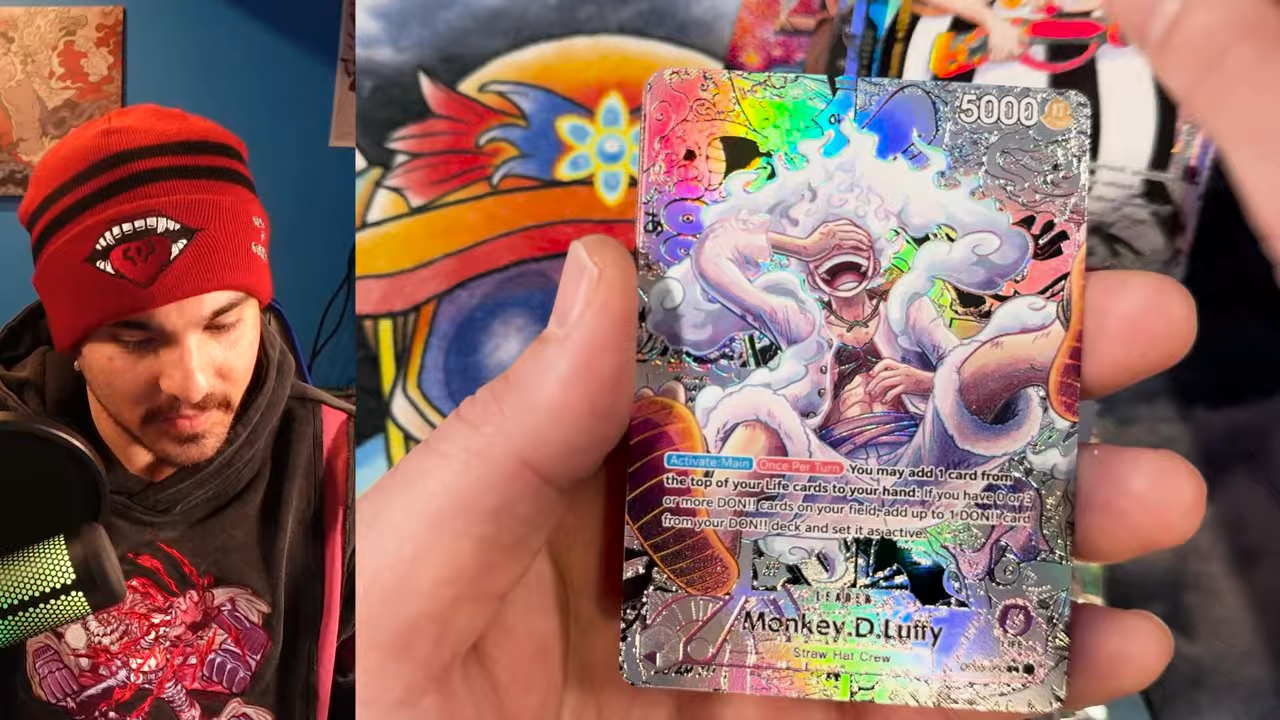 5000
Activate:Main Once Per Turn You may add 1 card from
the top of your Life cards to your hand: If you have 0 or 3
or more DON!! cards on your field, add up to 1 DON!! card
from your DON!! deck and set it as active.
LEADER
Monkey.D.Luffy
Straw Hat Crew
LIFE